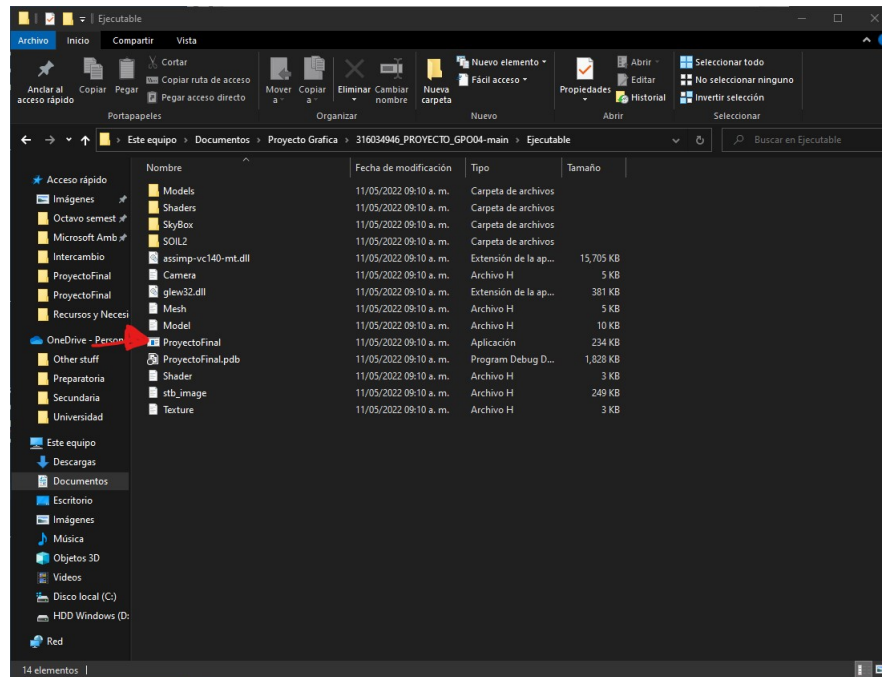 Ejecutable
Archivo Inicio Compartir Vista
Anclar al acceso rápido
Copiar
Pegar
Cortar
Copiar ruta de acceso
Pegar acceso directo
Portapapeles
Mover a
Copiar a
Eliminar
Cambiar nombre
Organizar
Nueva carpeta
Nuevo elemento
Fácil acceso
Nuevo
Propiedades
Abrir
Editar
Historial
Abrir
Seleccionar todo
No seleccionar ninguno
Invertir selección
Seleccionar
Este equipo > Documentos > Proyecto Grafica > 316034946_PROYECTO_GPO04-main > Ejecutable
Buscar en Ejecutable
Acceso rápido
Imágenes
Octavo semest
Microsoft Amb
Intercambio
ProyectoFinal
ProyectoFinal
Recursos y Necesi
OneDrive - Person
Other stuff
Preparatoria
Secundaria
Universidad
Este equipo
Descargas
Documentos
Escritorio
Imágenes
Música
Objetos 3D
Videos
Disco local (C:)
HDD Windows (D:
Red
Nombre Fecha de modificación Tipo Tamaño
Models 11/05/2022 09:10 a. m. Carpeta de archivos
Shaders 11/05/2022 09:10 a. m. Carpeta de archivos
SkyBox 11/05/2022 09:10 a. m. Carpeta de archivos
SOIL2 11/05/2022 09:10 a. m. Carpeta de archivos
assimp-vc140-mt.dll 11/05/2022 09:10 a. m. Extensión de la ap... 15,705 KB
Camera 11/05/2022 09:10 a. m. Archivo H 5 KB
glew32.dll 11/05/2022 09:10 a. m. Extensión de la ap... 381 KB
Mesh 11/05/2022 09:10 a. m. Archivo H 5 KB
Model 11/05/2022 09:10 a. m. Archivo H 10 KB
ProyectoFinal 11/05/2022 09:10 a. m. Aplicación 234 KB
ProyectoFinal.pdb 11/05/2022 09:10 a. m. Program Debug D... 1,828 KB
Shader 11/05/2022 09:10 a. m. Archivo H 3 KB
stb_image 11/05/2022 09:10 a. m. Archivo H 249 KB
Texture 11/05/2022 09:10 a. m. Archivo H 3 KB
14 elementos